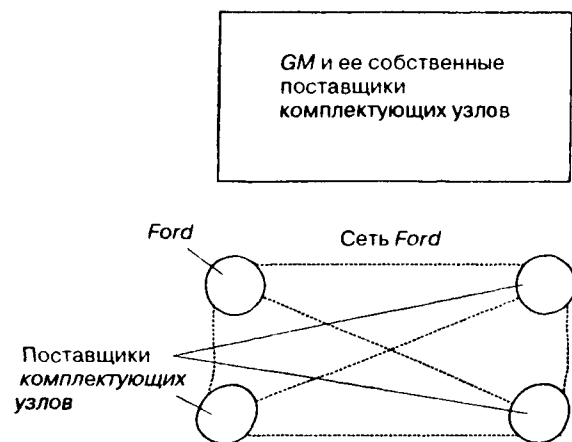 GM и ее собственные
поставщики
комплектующих узлов
Ford
Сеть Ford
Поставщики
комплектующих
узлов